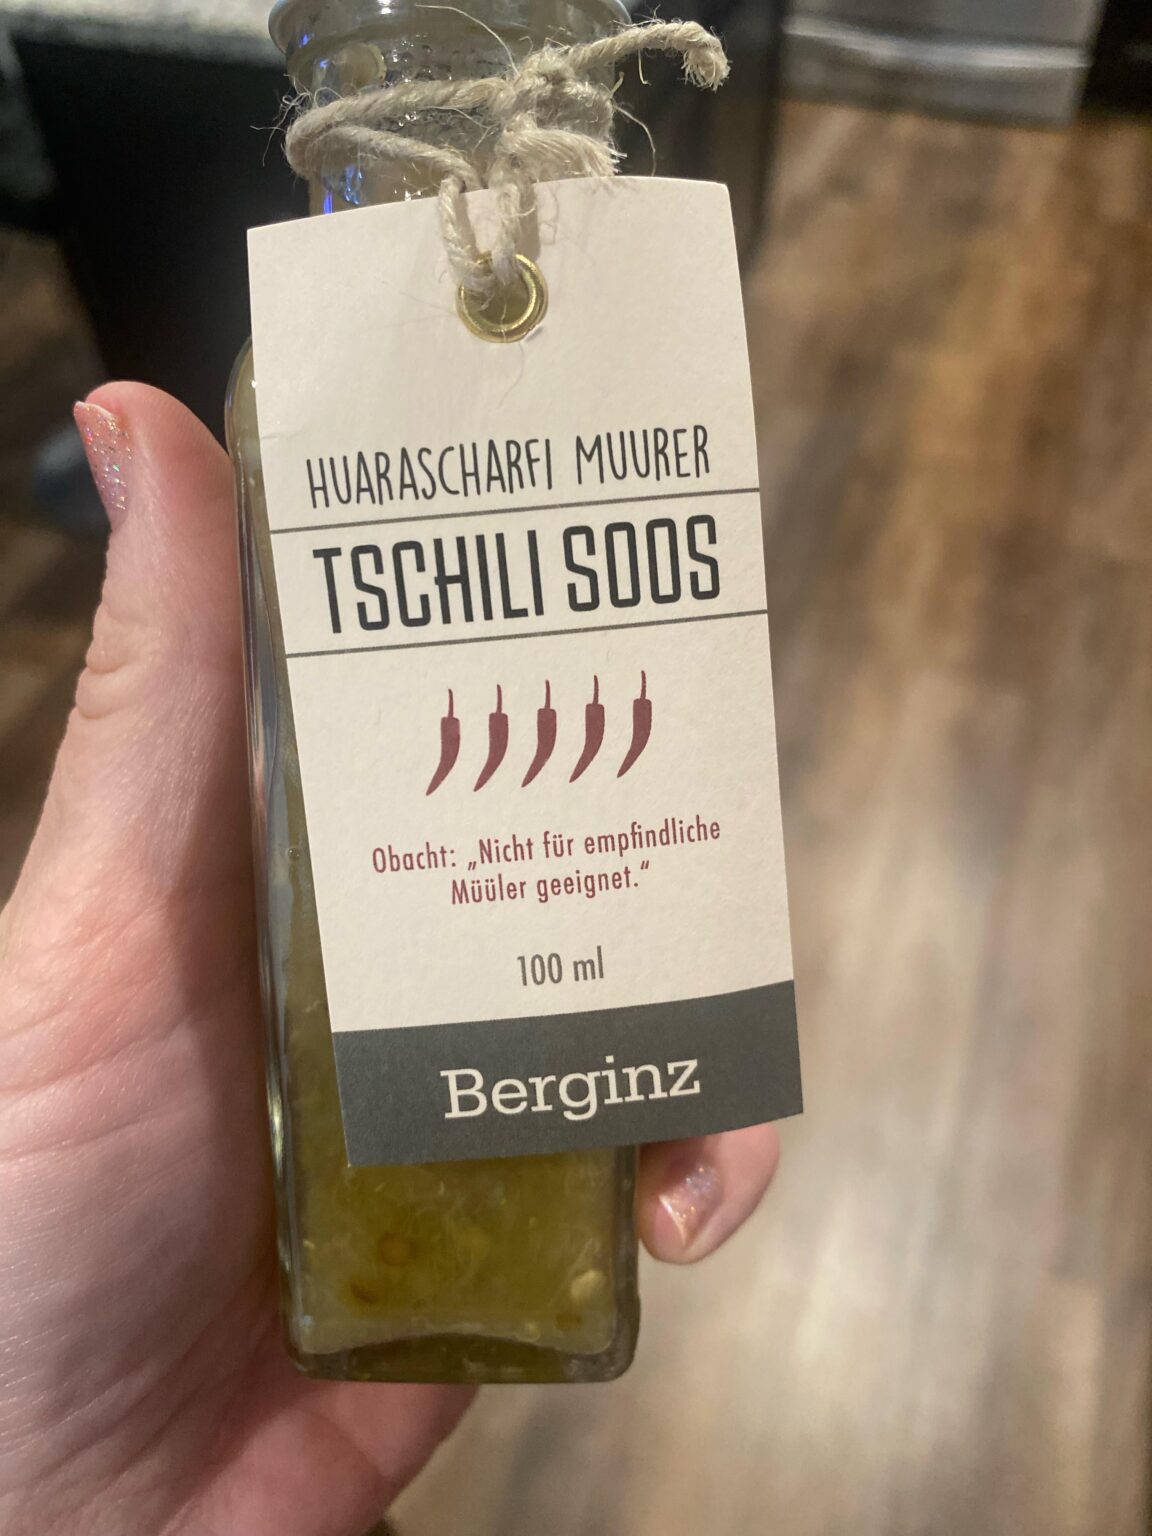 HUARASCHARFI MUURER
TSCHILI SOOS
Obacht: „Nicht für empfindliche
Müüler geeignet.“
100 ml
Berginz